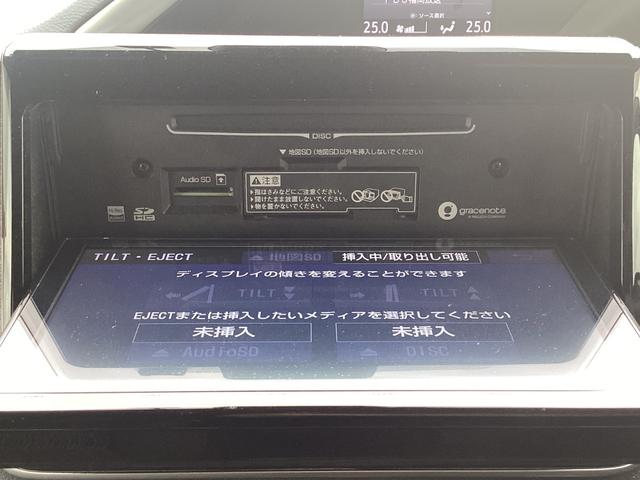 ソース選択
25.0
25.0
DISC
▼ 地図SD (地図SD以外を挿入しないでください)
Audio SD
注意
指はさみなどにご注意ください。
開けたまま放置しないでください。
物を置かないでください。
SD
HC
gracenote
TILT・EJECT
地図SD
挿入中/取り出し可能
ディスプレイの傾きを変えることができます
TILT
TILT
EJECTまたは挿入したいメディアを選択してください
未挿入
未挿入
AudioSD
DISC